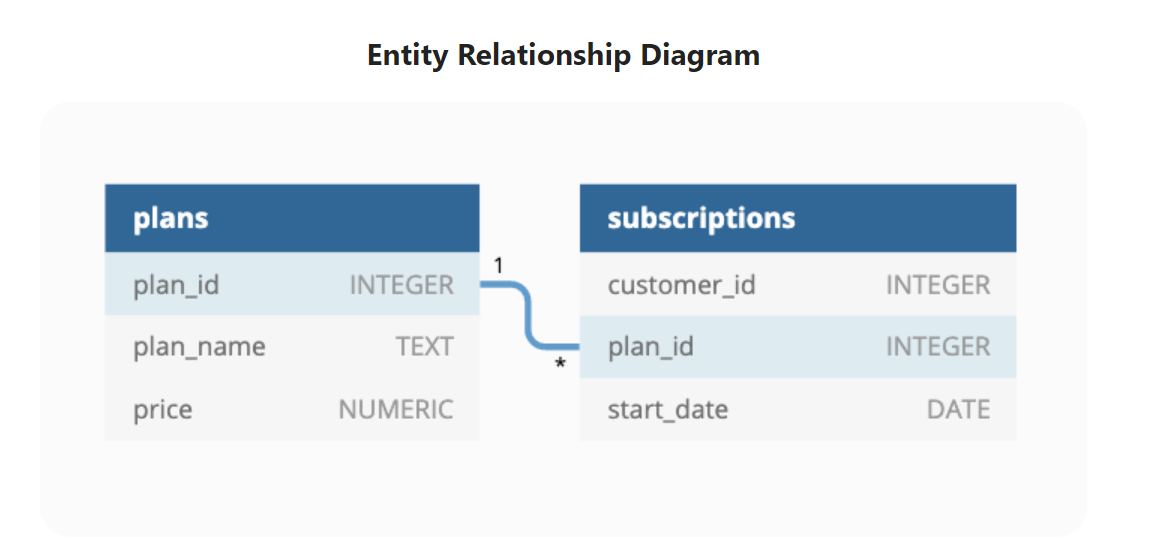 Entity Relationship Diagram
plans
plan_id INTEGER
plan_name TEXT
price NUMERIC
1
*
subscriptions
customer_id INTEGER
plan_id INTEGER
start_date DATE